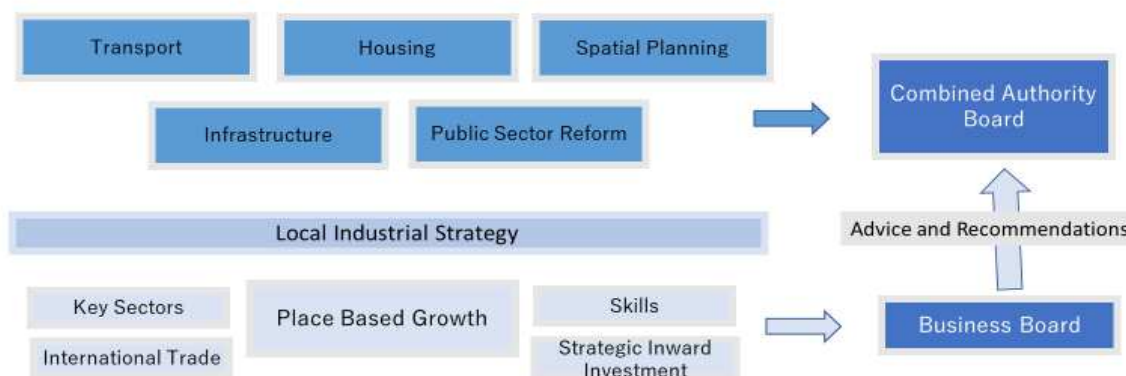 Transport
Housing
Spatial Planning
Infrastructure
Public Sector Reform
Combined Authority
Board
Local Industrial Strategy
Advice and Recommendations
Key Sectors
Place Based Growth
Skills
International Trade
Strategic Inward
Investment
Business Board